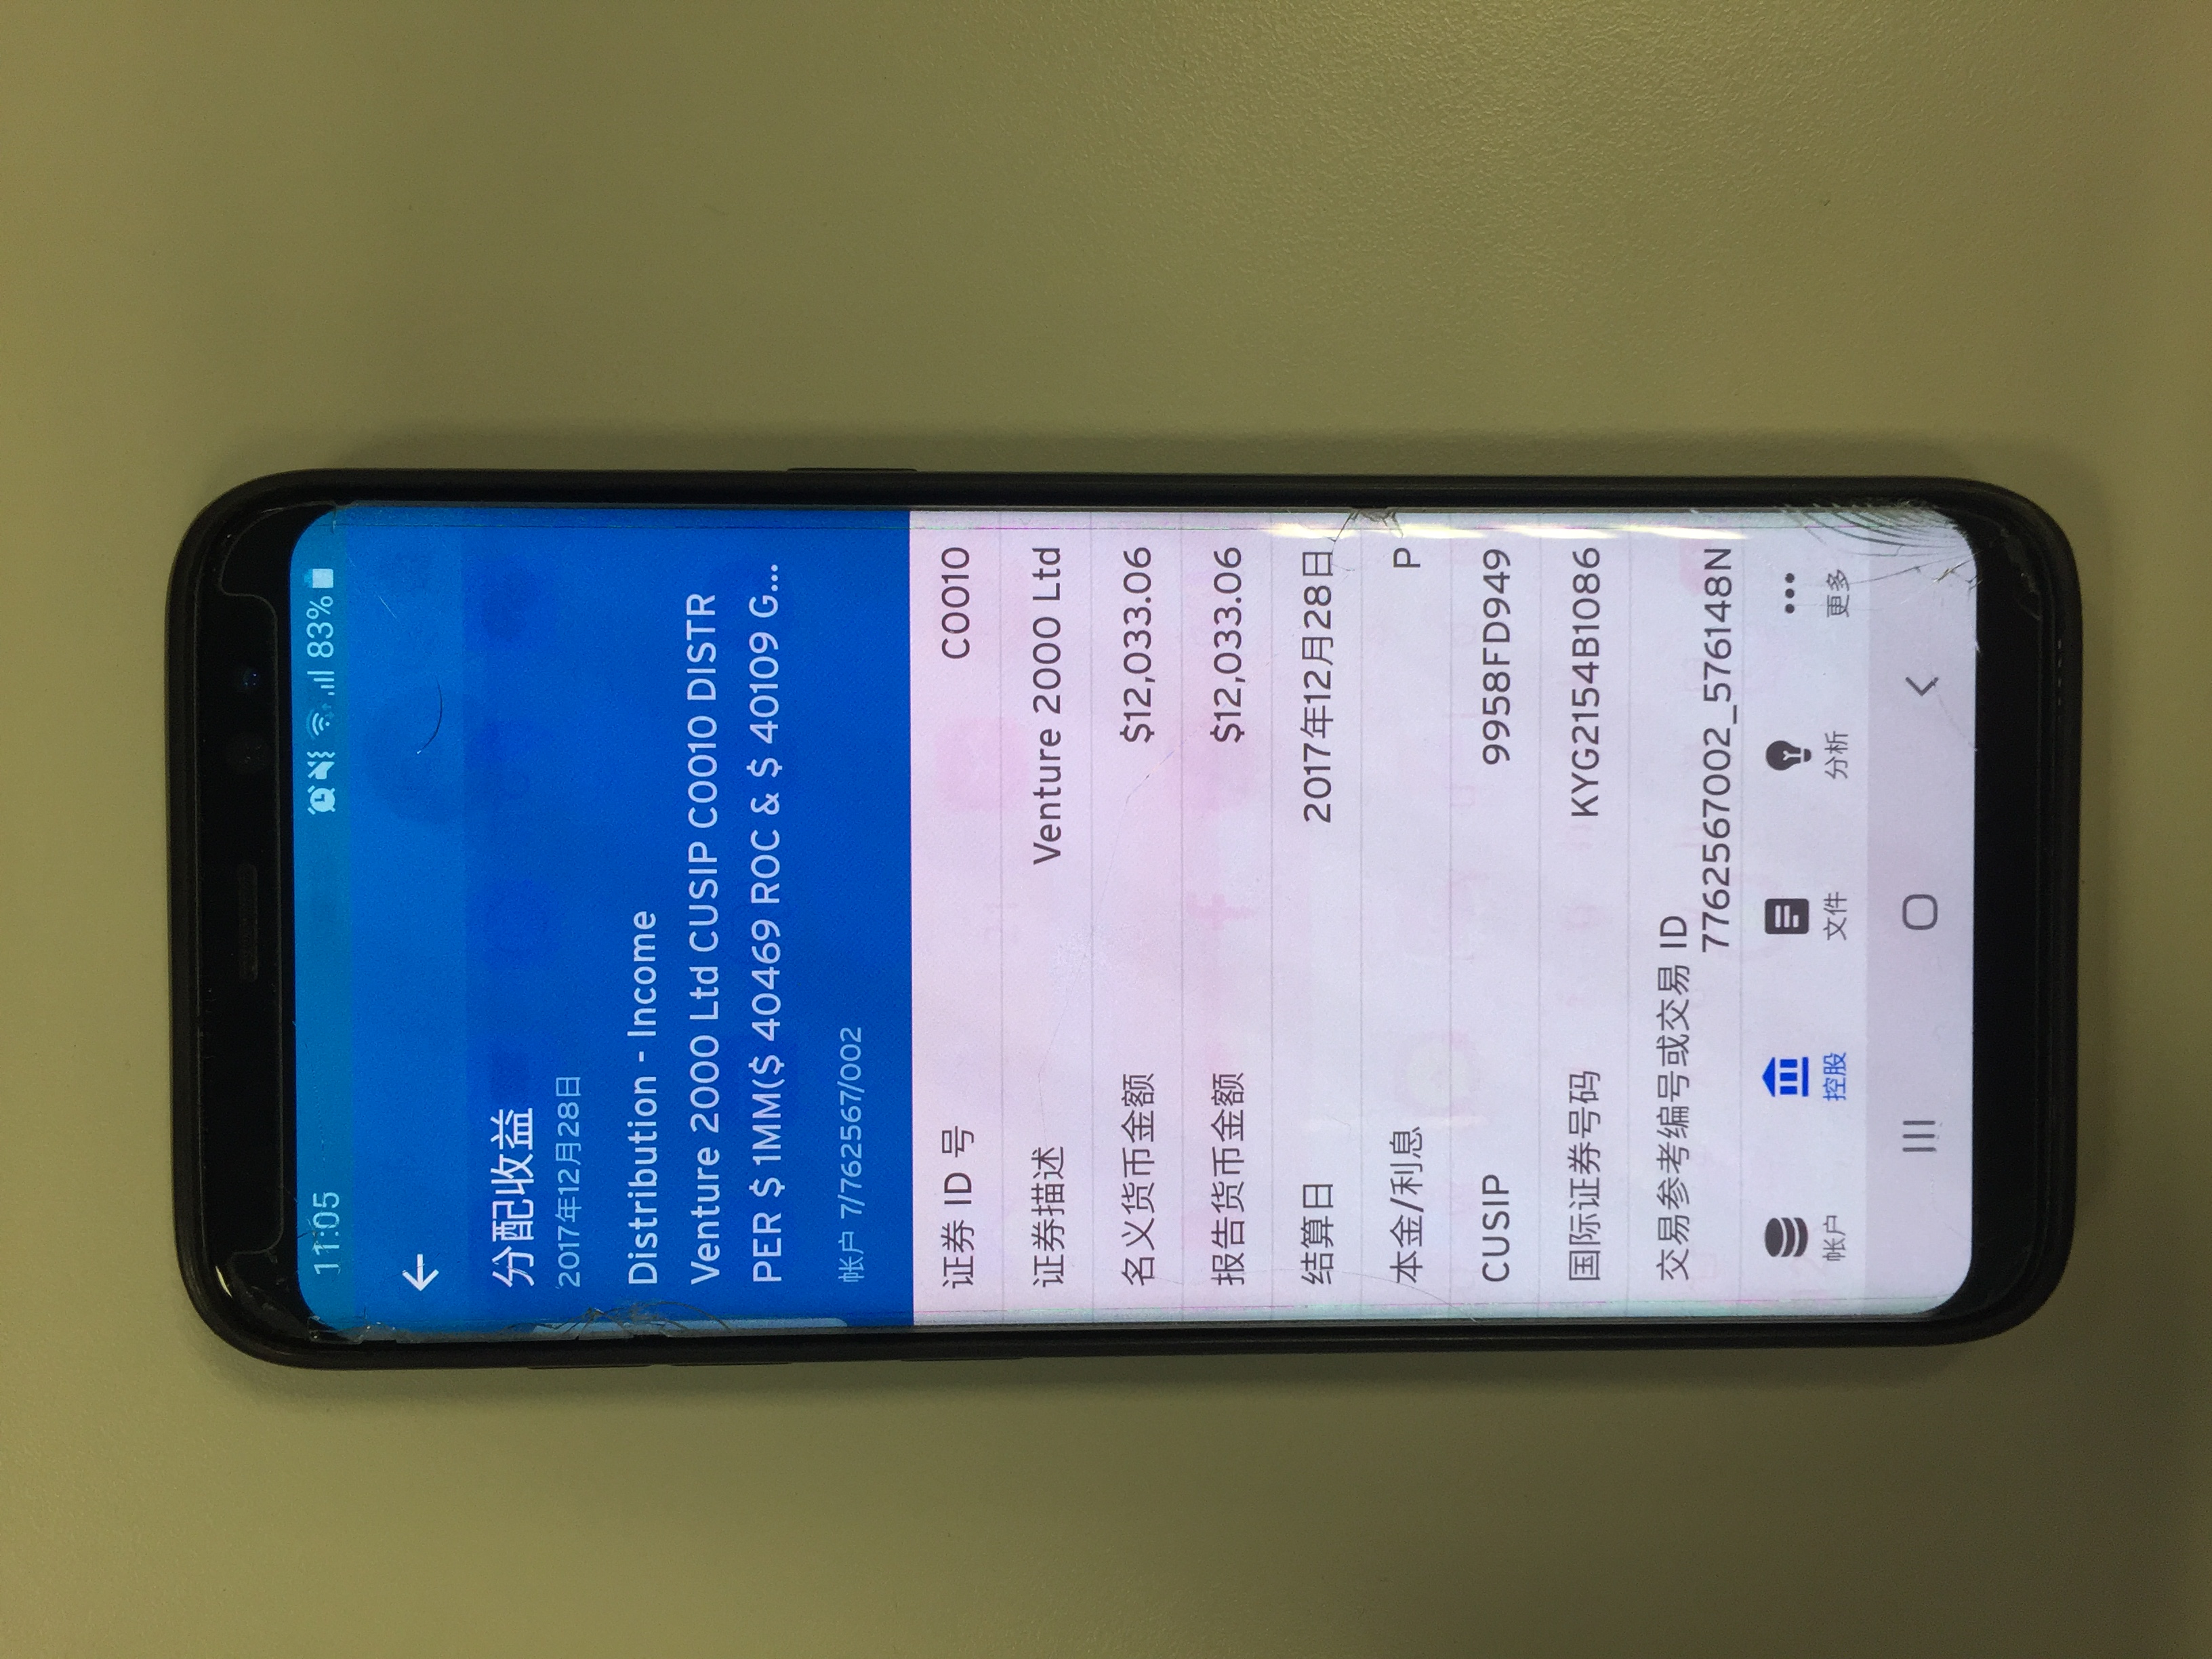 11:05
83%
分配收益
2017年12月28日
Distribution - Income
Venture 2000 Ltd CUSIP C0010 DISTR
PER $ 1MM($ 40469 ROC & $ 40109 G...
帐户 7/762567/002
证券 ID 号 C0010
证券描述 Venture 2000 Ltd
名义货币金额 $12,033.06
报告货币金额 $12,033.06
结算日 2017年12月28日
本金/利息 P
CUSIP 9958FD949
国际证券号码 KYG2154B1086
交易参考编号或交易 ID
7762567002_576148N
帐户 控股 文件 分析 更多